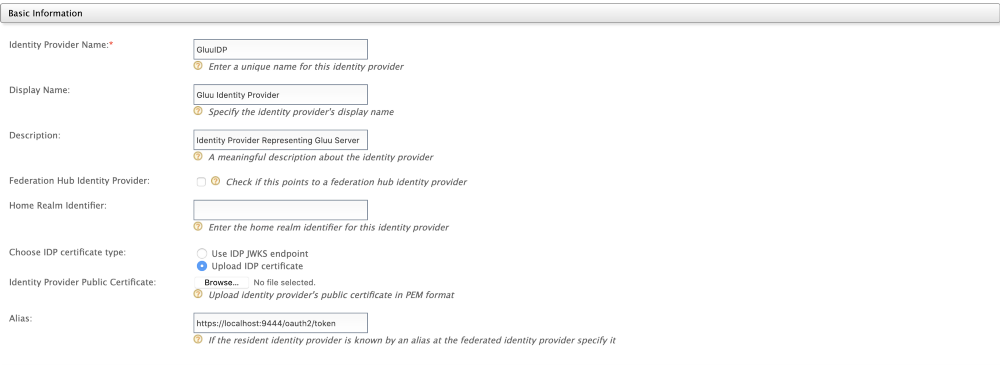 Basic Information
Identity Provider Name:*
GluuIDP
Enter a unique name for this identity provider
Display Name:
Gluu Identity Provider
Specify the identity provider's display name
Description:
Identity Provider Representing Gluu Server
A meaningful description about the identity provider
Federation Hub Identity Provider:
Check if this points to a federation hub identity provider
Home Realm Identifier:
Enter the home realm identifier for this identity provider
Choose IDP certificate type:
Use IDP JWKS endpoint
Upload IDP certificate
Identity Provider Public Certificate:
Browse... No file selected.
Upload identity provider's public certificate in PEM format
Alias:
https://localhost:9444/oauth2/token
If the resident identity provider is known by an alias at the federated identity provider specify it